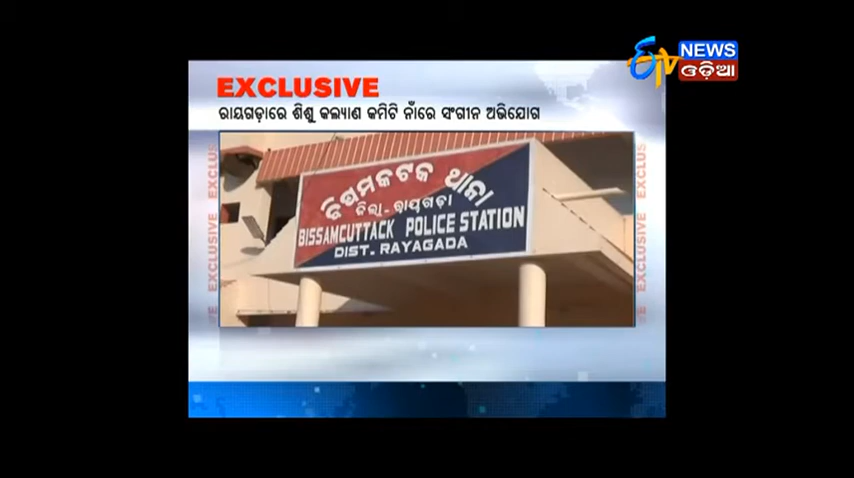 ETV NEWS
ଓଡ଼ିଆ
EXCLUSIVE
ରାୟଗଡ଼ାରେ ଶିଶୁ କଲ୍ୟାଣ କମିଟି ନାଁରେ ସଂଗୀନ ଅଭିଯୋଗ
ବିଷମକଟକ ଥାନା
ଜିଲ୍ଲା-ରାୟଗଡ଼ା
BISSAMCUTTACK POLICE STATION
DIST. RAYAGADA
EXCLUSIVE
EXCLUSIVE